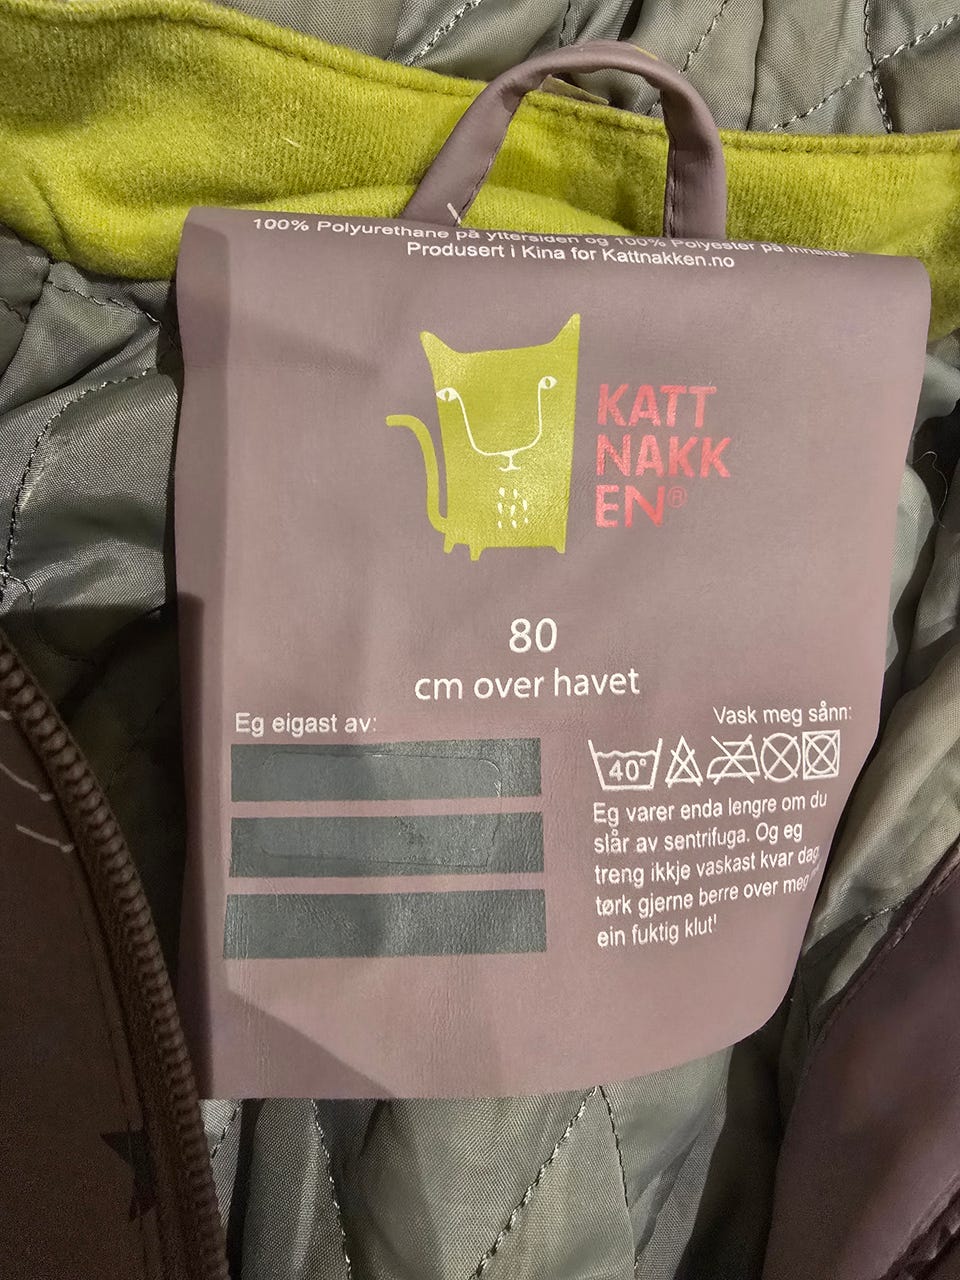 100% Polyurethane på yttersiden og 100% Polyester på innsida.
Produsert i Kina for Kattnakken.no
KATT
NAKK
EN®
80
cm over havet
Eg eigast av:
Vask meg sånn:
40°
Eg varer enda lengre om du
slår av sentrifuga. Og eg
treng ikkje vaskast kvar dag,
tørk gjerne berre over meg
ein fuktig klut!